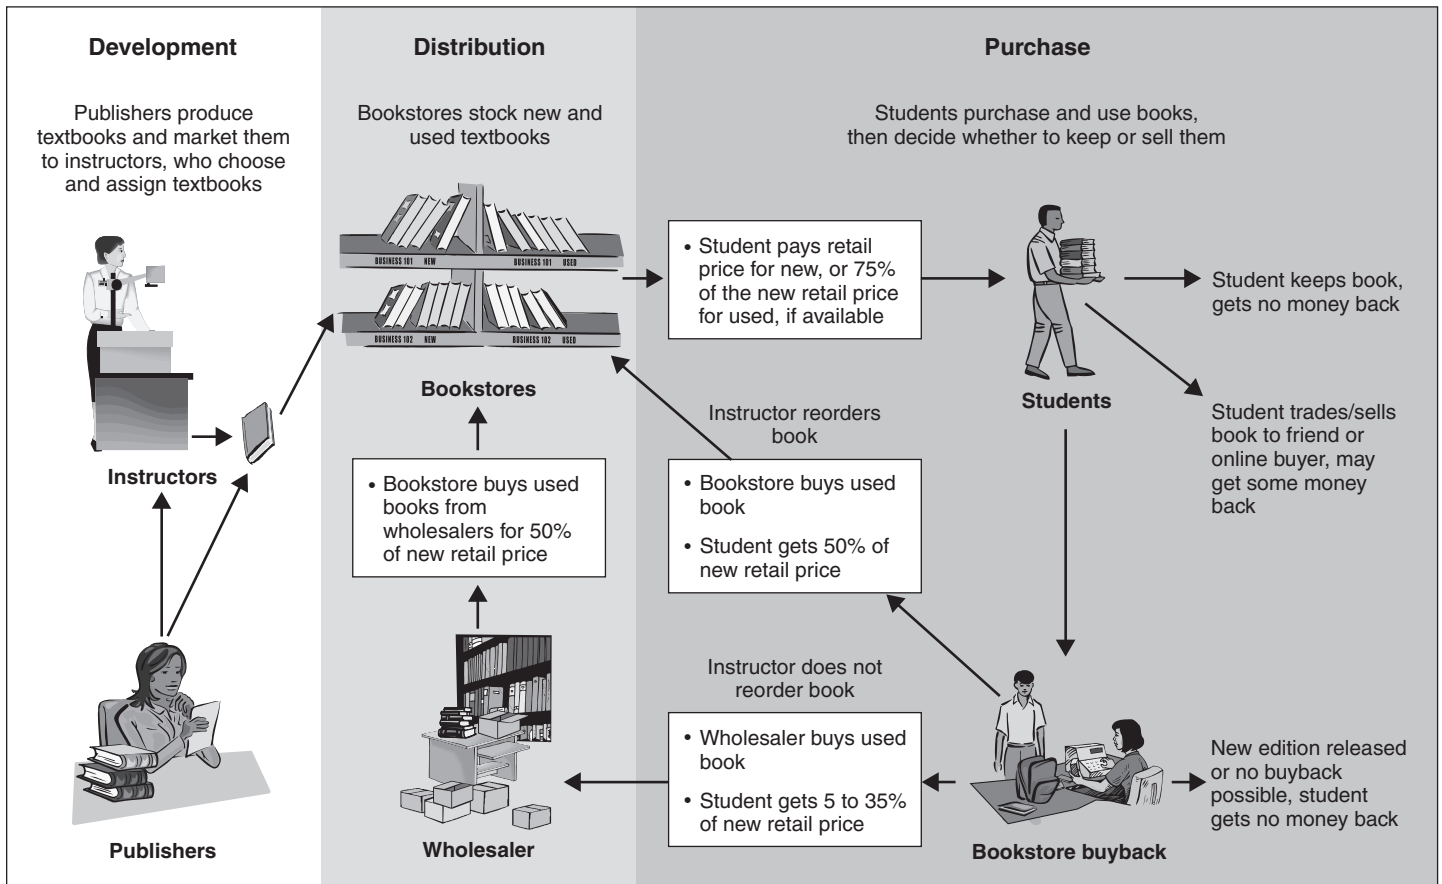 Development
Publishers produce
textbooks and market them
to instructors, who choose
and assign textbooks
Instructors
Publishers
Distribution
Bookstores stock new and
used textbooks
BUSINESS 101 NEW
BUSINESS 101 USED
BUSINESS 102 NEW
BUSINESS 102 USED
Bookstores
• Bookstore buys used
books from
wholesalers for 50%
of new retail price
Wholesaler
Purchase
Students purchase and use books,
then decide whether to keep or sell them
• Student pays retail
price for new, or 75%
of the new retail price
for used, if available
Students
Student keeps book,
gets no money back
Student trades/sells
book to friend or
online buyer, may
get some money
back
Instructor reorders
book
• Bookstore buys used
book
• Student gets 50% of
new retail price
Instructor does not
reorder book
• Wholesaler buys used
book
• Student gets 5 to 35%
of new retail price
Bookstore buyback
New edition released
or no buyback
possible, student
gets no money back